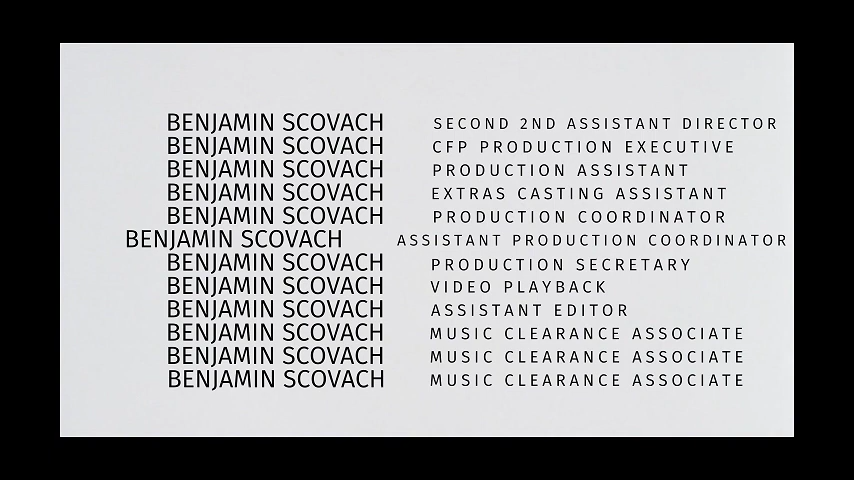 BENJAMIN SCOVACH SECOND 2ND ASSISTANT DIRECTOR
BENJAMIN SCOVACH CFP PRODUCTION EXECUTIVE
BENJAMIN SCOVACH PRODUCTION ASSISTANT
BENJAMIN SCOVACH EXTRAS CASTING ASSISTANT
BENJAMIN SCOVACH PRODUCTION COORDINATOR
BENJAMIN SCOVACH ASSISTANT PRODUCTION COORDINATOR
BENJAMIN SCOVACH PRODUCTION SECRETARY
BENJAMIN SCOVACH VIDEO PLAYBACK
BENJAMIN SCOVACH ASSISTANT EDITOR
BENJAMIN SCOVACH MUSIC CLEARANCE ASSOCIATE
BENJAMIN SCOVACH MUSIC CLEARANCE ASSOCIATE
BENJAMIN SCOVACH MUSIC CLEARANCE ASSOCIATE